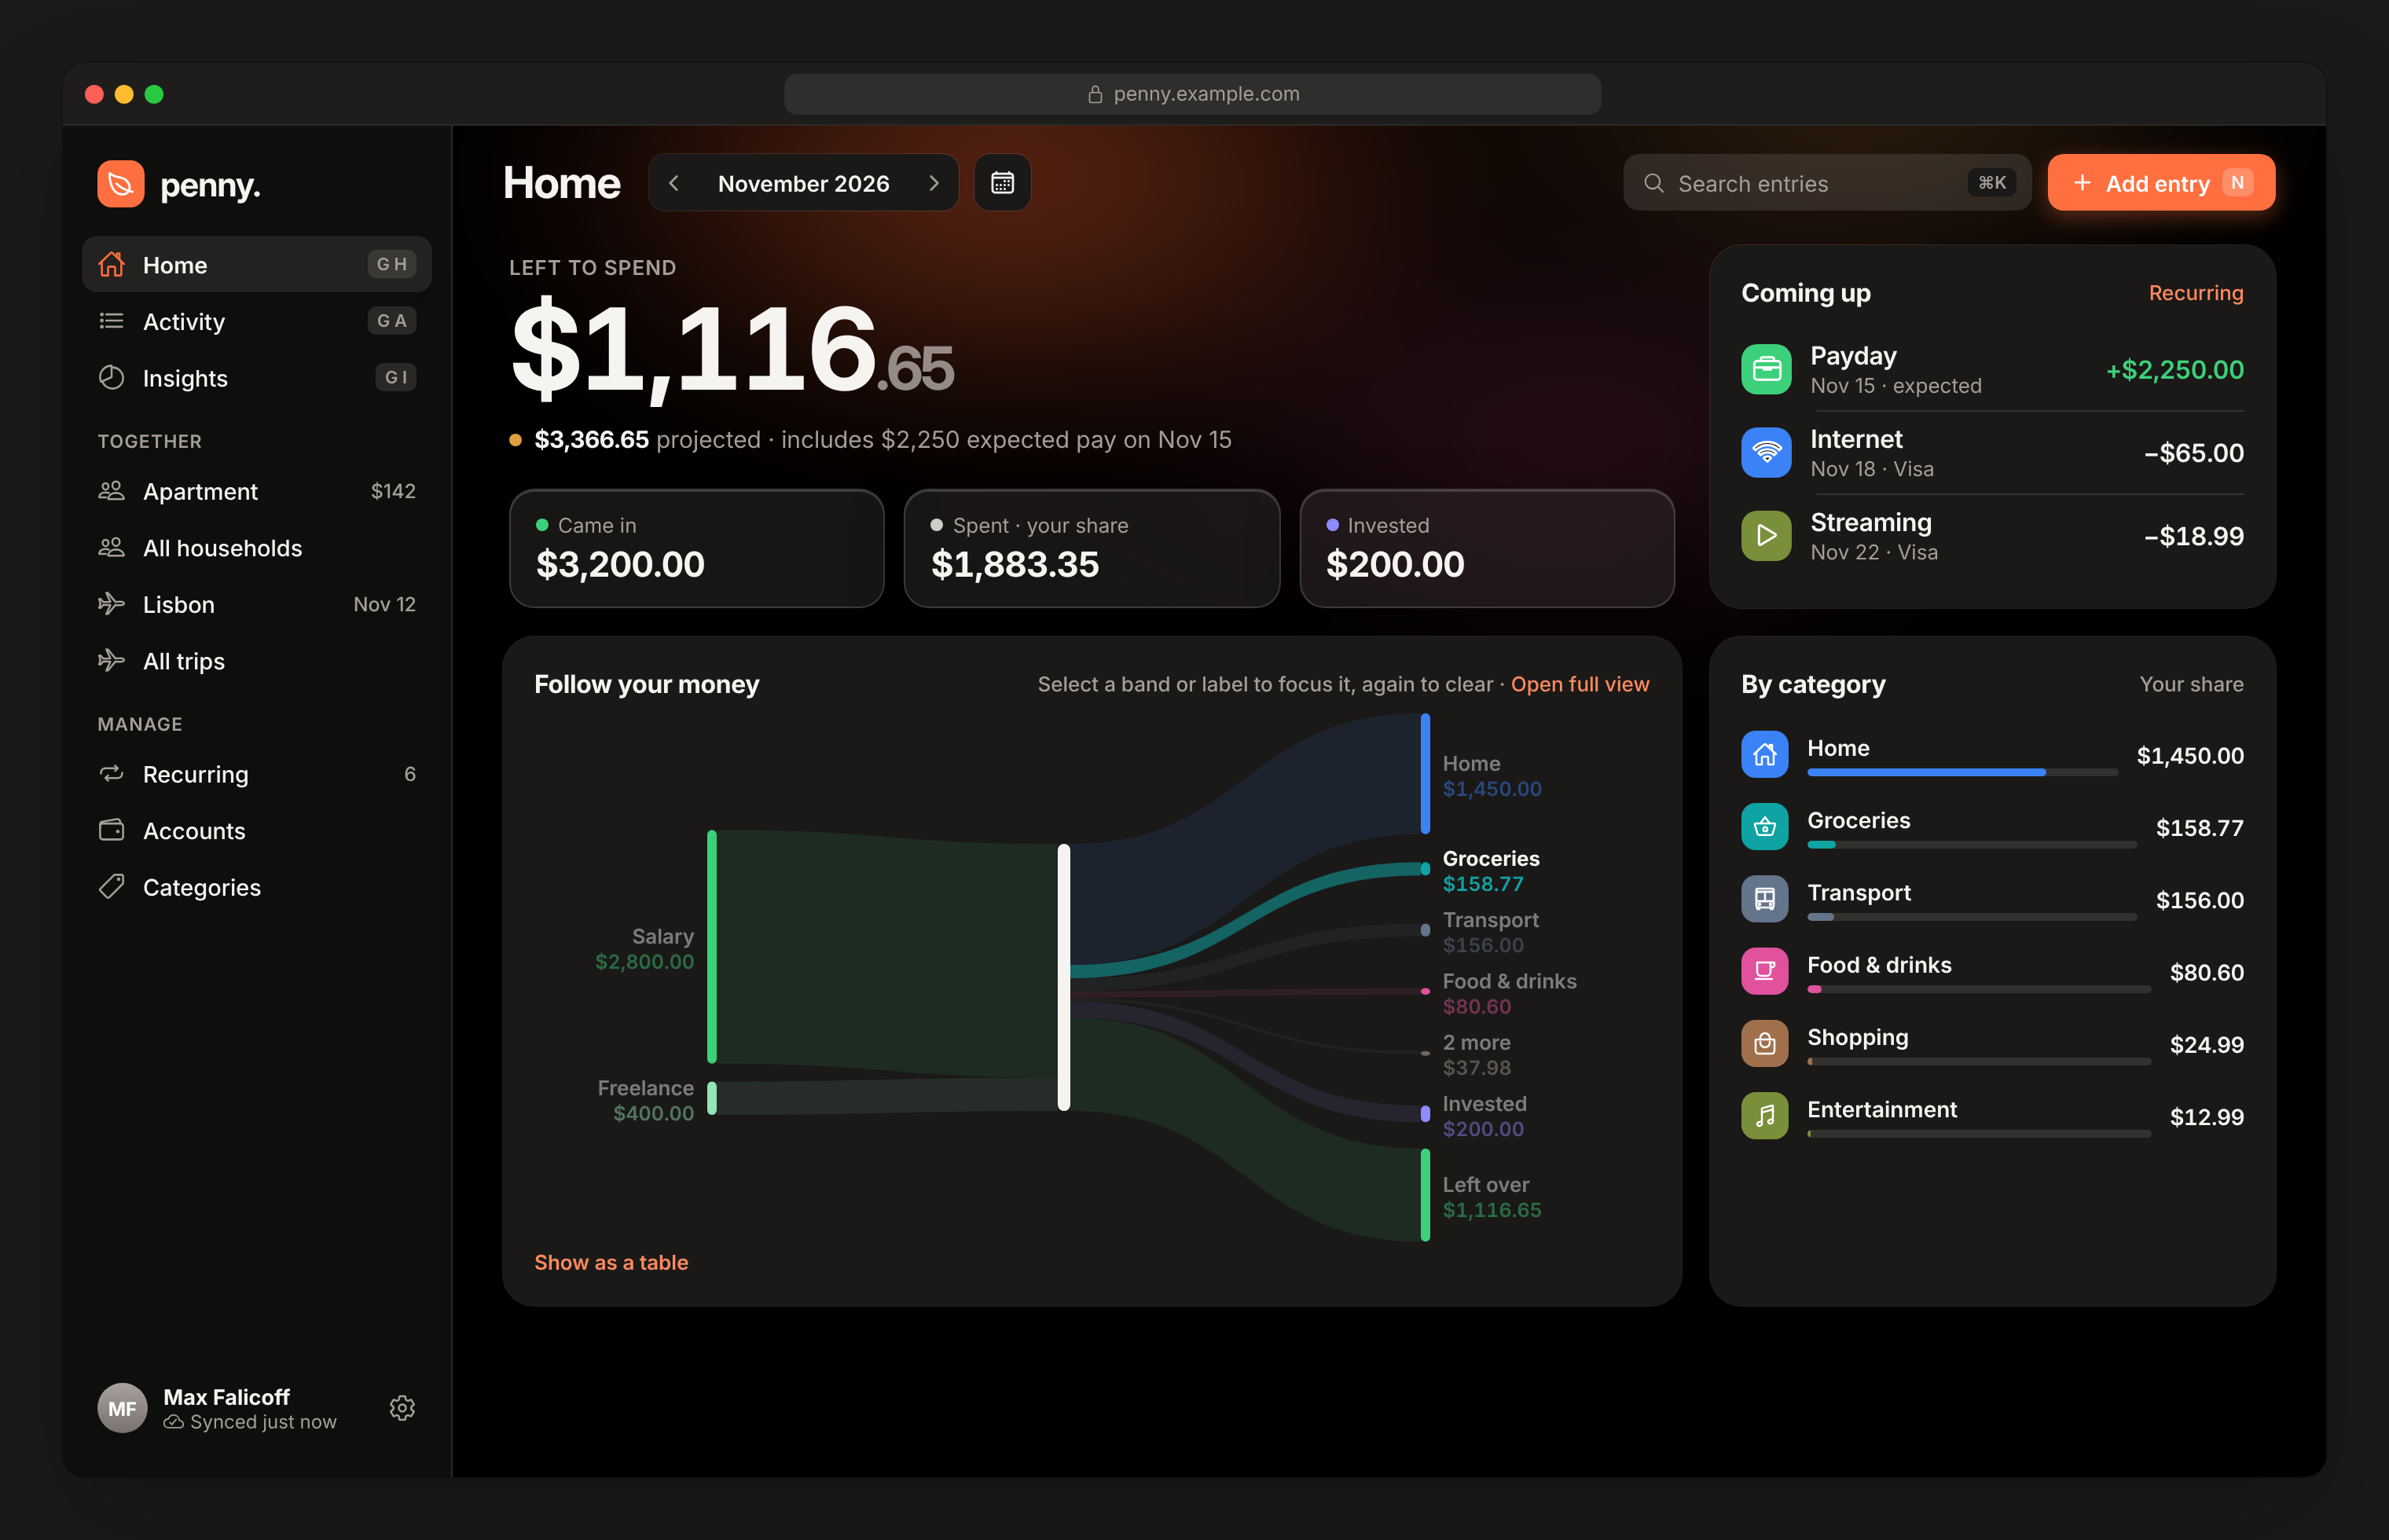 penny.example.com
penny.
Home G H
Activity G A
Insights G I
TOGETHER
Apartment $142
All households
Lisbon Nov 12
All trips
MANAGE
Recurring 6
Accounts
Categories
MF
Max Falicoff
Synced just now
Home
November 2026
Search entries ⌘K
+ Add entry N
LEFT TO SPEND
$1,116.65
$3,366.65 projected · includes $2,250 expected pay on Nov 15
Came in
$3,200.00
Spent · your share
$1,883.35
Invested
$200.00
Coming up Recurring
Payday
Nov 15 · expected
+$2,250.00
Internet
Nov 18 · Visa
−$65.00
Streaming
Nov 22 · Visa
−$18.99
Follow your money
Select a band or label to focus it, again to clear · Open full view
Salary
$2,800.00
Freelance
$400.00
Home
$1,450.00
Groceries
$158.77
Transport
$156.00
Food & drinks
$80.60
2 more
$37.98
Invested
$200.00
Left over
$1,116.65
Show as a table
By category Your share
Home $1,450.00
Groceries $158.77
Transport $156.00
Food & drinks $80.60
Shopping $24.99
Entertainment $12.99